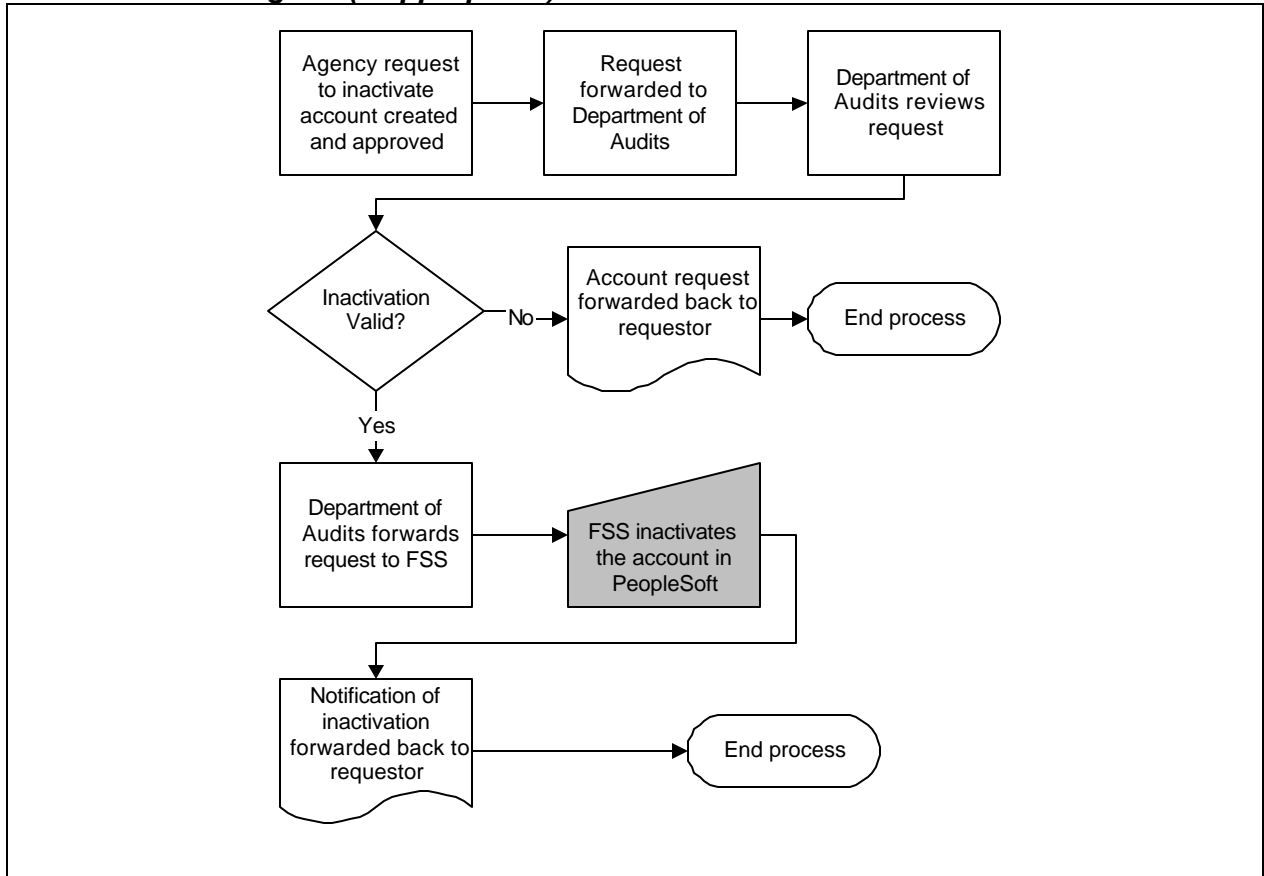 Agency request
to inactivate
account created
and approved
Request
forwarded to
Department of
Audits
Department of
Audits reviews
request
Inactivation
Valid?
No
Account request
forwarded back to
requestor
End process
Yes
Department of
Audits forwards
request to FSS
FSS inactivates
the account in
PeopleSoft
Notification of
inactivation
forwarded back to
requestor
End process